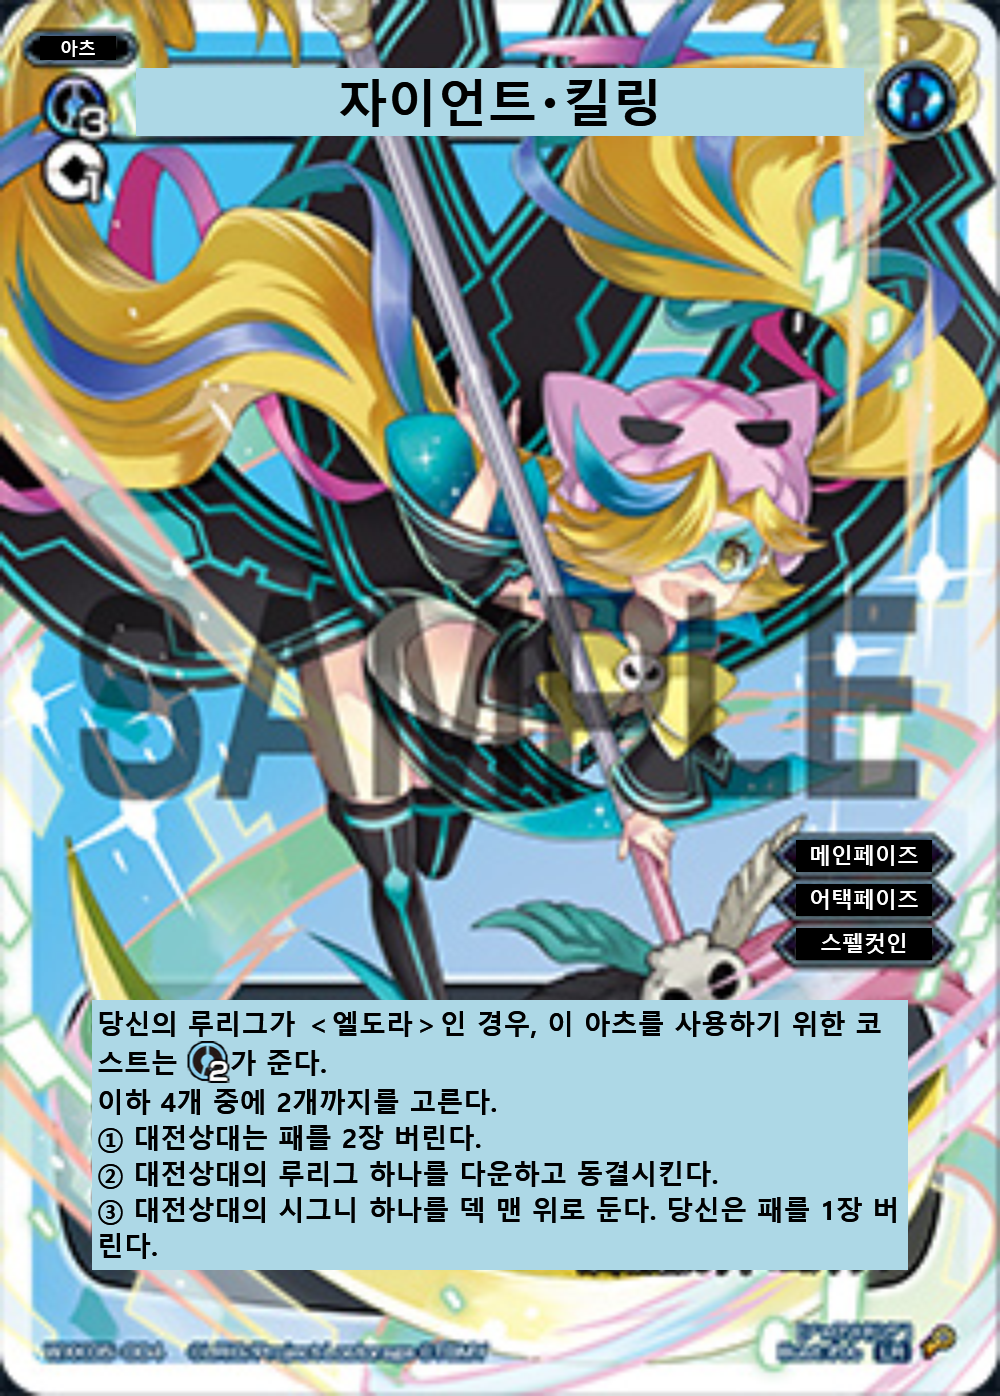 아츠
자이언트·킬링
3
1
SAMPLE
메인페이즈
어택페이즈
스펠컷인
당신의 루리그가 <엘도라>인 경우, 이 아츠를 사용하기 위한 코
스트는 2가 준다.
이하 4개 중에 2개까지를 고른다.
① 대전상대는 패를 2장 버린다.
② 대전상대의 루리그 하나를 다운하고 동결시킨다.
③ 대전상대의 시그니 하나를 덱 맨 위로 둔다. 당신은 패를 1장 버
린다.